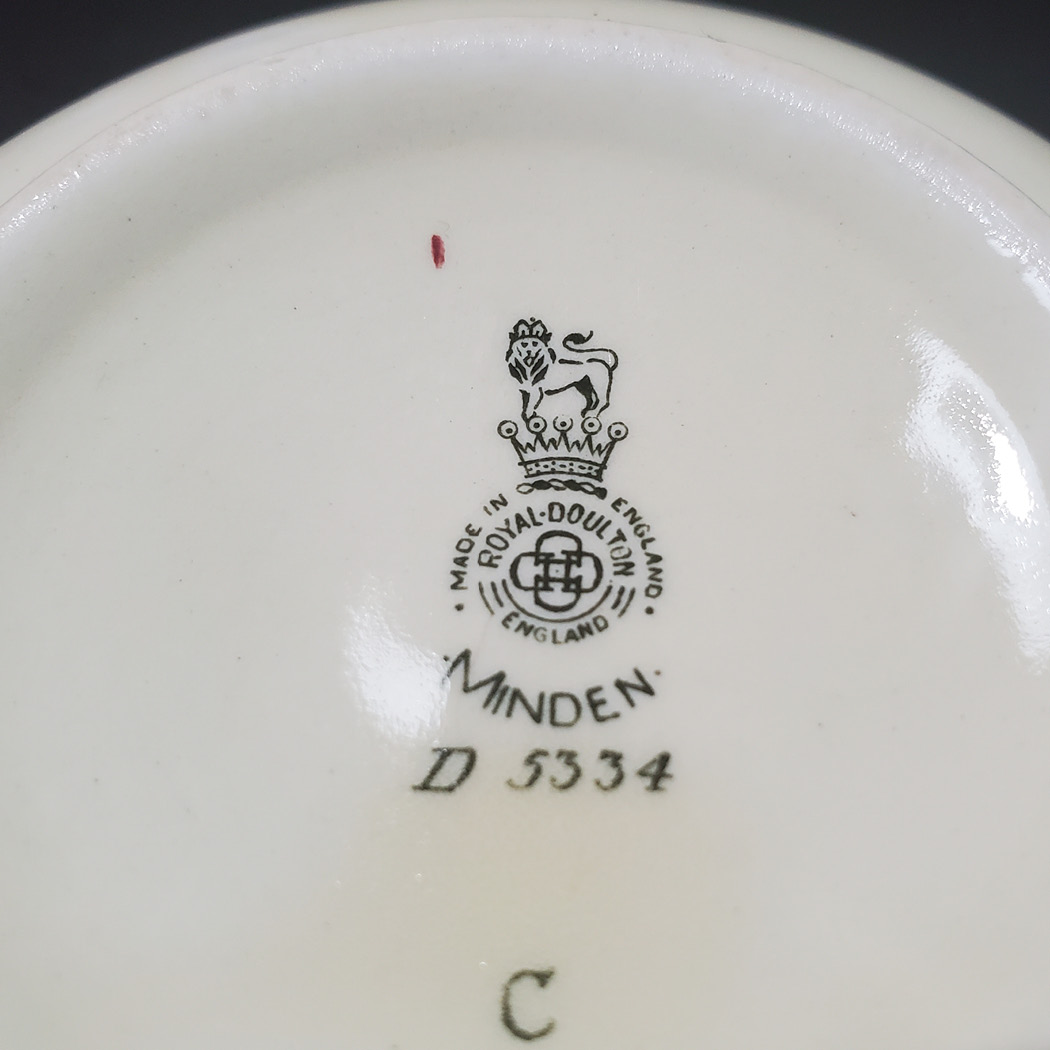 MADE IN ENGLAND
ROYAL·DOULTON
ENGLAND
MINDEN
D 5334
C